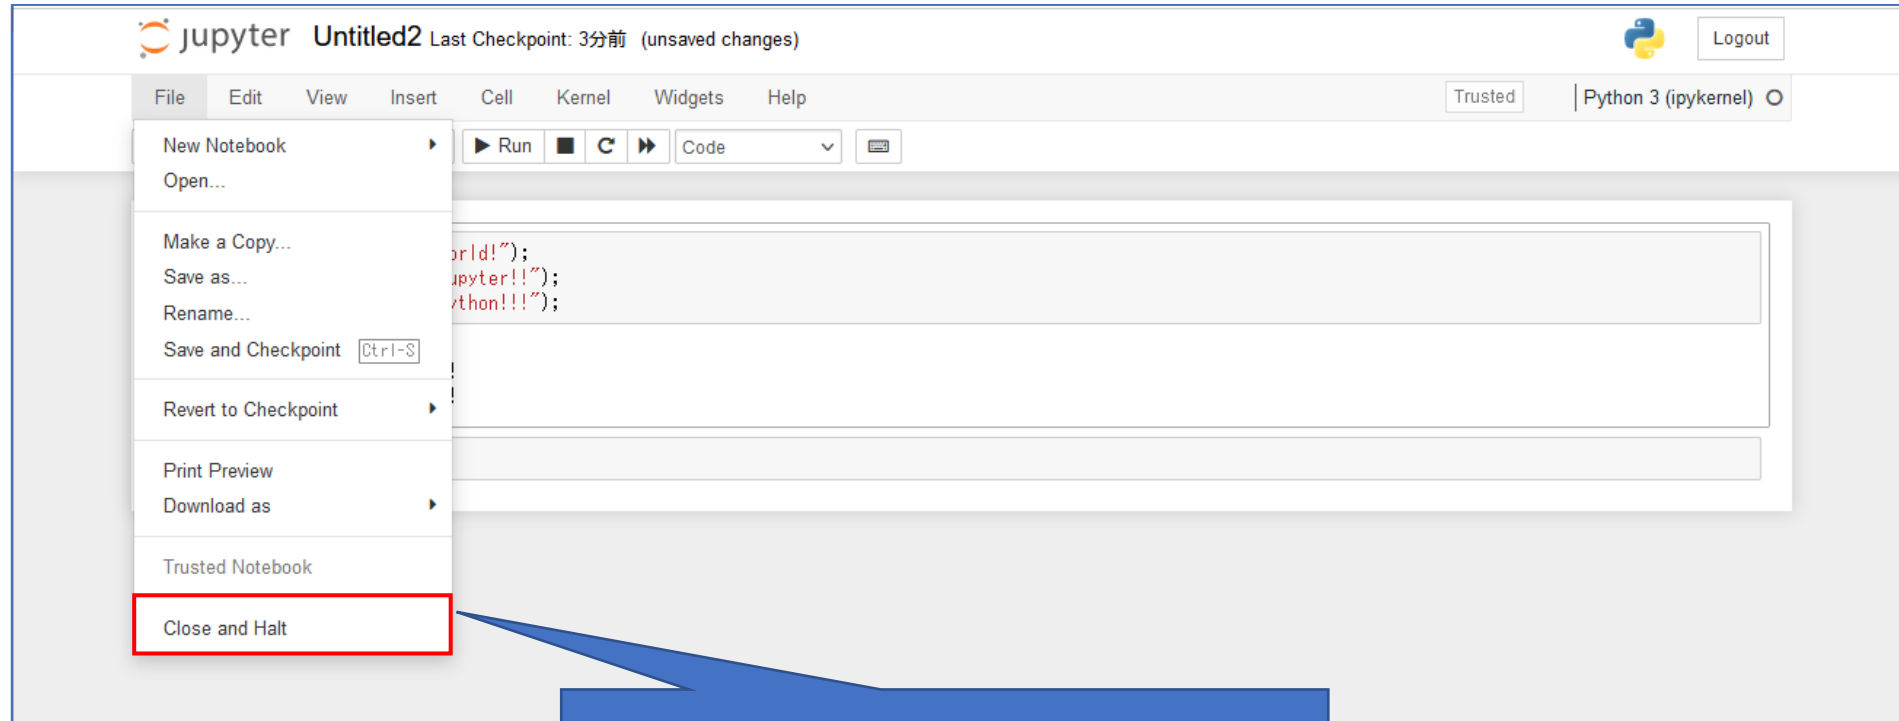 jupyter Untitled2 Last Checkpoint: 3分前 (unsaved changes)
Logout
File Edit View Insert Cell Kernel Widgets Help
Trusted Python 3 (ipykernel)
Run Code
New Notebook
Open...
Make a Copy...
Save as...
Rename...
Save and Checkpoint Ctrl-S
Revert to Checkpoint
Print Preview
Download as
Trusted Notebook
Close and Halt
orld!");
upyter!!");
ython!!!");
!
!